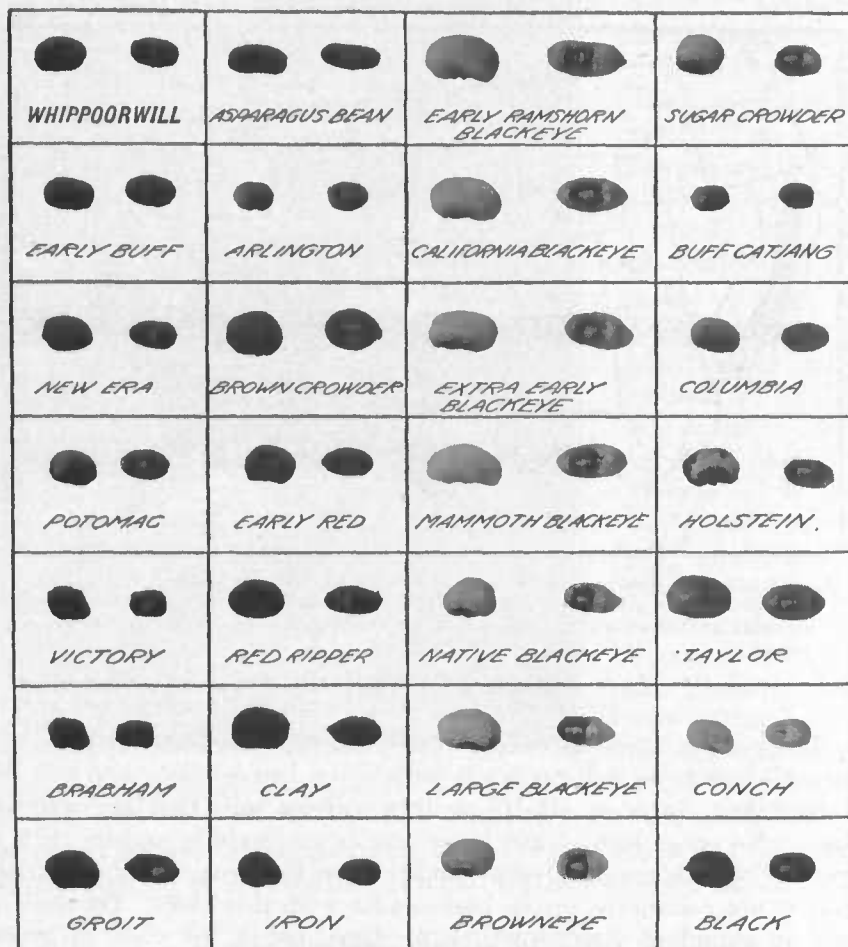 WHIPPOORWILL
ASPARAGUS BEAN
EARLY RAMSHORN
BLACKEYE
SUGAR CROWDER
EARLY BUFF
ARLINGTON
CALIFORNIA BLACKEYE
BUFF CATJANG
NEW ERA
BROWN CROWDER
EXTRA EARLY
BLACKEYE
COLUMBIA
POTOMAC
EARLY RED
MAMMOTH BLACKEYE
HOLSTEIN.
VICTORY
RED RIPPER
NATIVE BLACKEYE
TAYLOR
BRABHAM
CLAY
LARGE BLACKEYE
CONCH
GROIT
IRON
BROWNEYE
BLACK